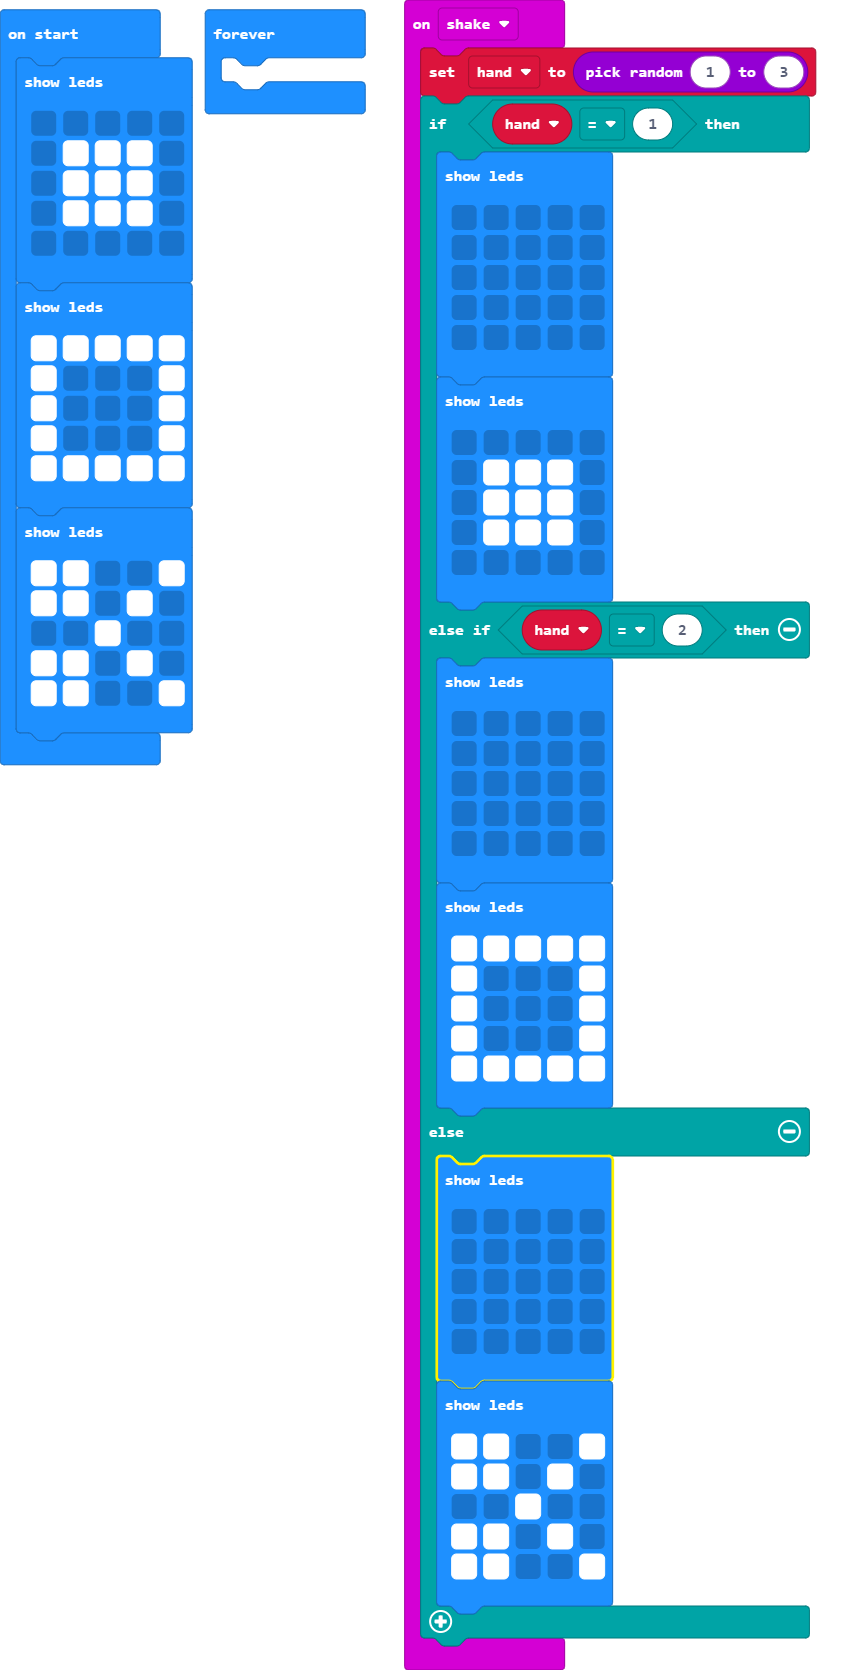 on start
show leds
show leds
show leds
forever
on shake
set hand to pick random 1 to 3
if hand = 1 then
show leds
show leds
else if hand = 2 then
show leds
show leds
else
show leds
show leds